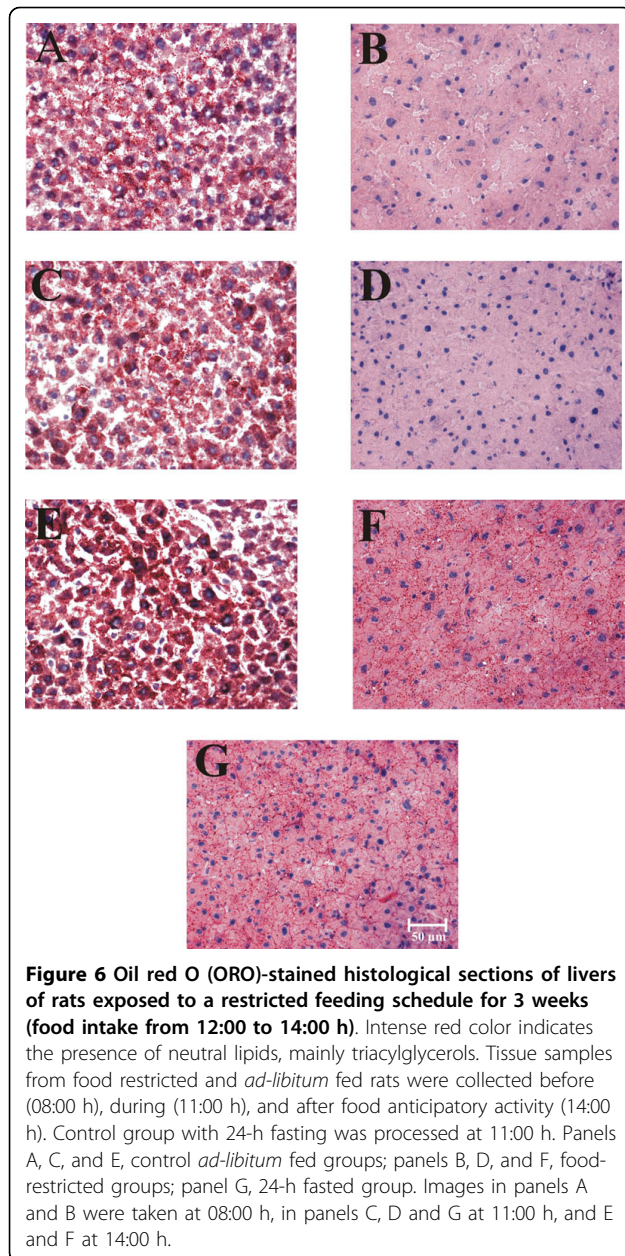 A
B
C
D
E
F
G
50 µm
Figure 6 Oil red O (ORO)-stained histological sections of livers
of rats exposed to a restricted feeding schedule for 3 weeks
(food intake from 12:00 to 14:00 h). Intense red color indicates
the presence of neutral lipids, mainly triacylglycerols. Tissue samples
from food restricted and ad-libitum fed rats were collected before
(08:00 h), during (11:00 h), and after food anticipatory activity (14:00
h). Control group with 24-h fasting was processed at 11:00 h. Panels
A, C, and E, control ad-libitum fed groups; panels B, D, and F, food-
restricted groups; panel G, 24-h fasted group. Images in panels A
and B were taken at 08:00 h, in panels C, D and G at 11:00 h, and E
and F at 14:00 h.